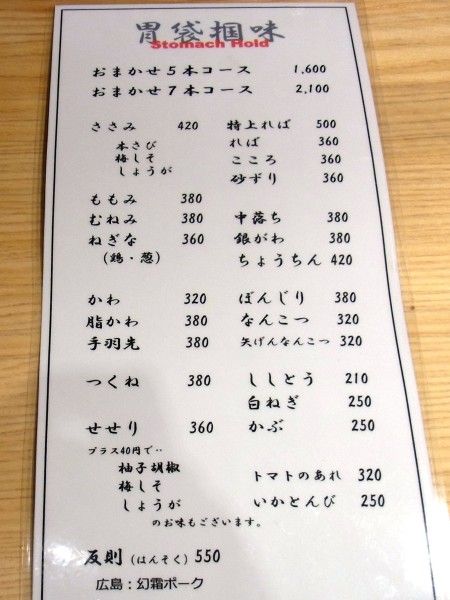 胃袋掴味
Stomach Hold
おまかせ5本コース 1,600
おまかせ7本コース 2,100
ささみ 420
本さび
梅しそ
しょうが
ももみ 380
むねみ 380
ねぎな 360
(鶏・葱)
かわ 320
脂かわ 380
手羽先 380
つくね 380
せせり 360
プラス40円で‥
柚子胡椒
梅しそ
しょうが
のお味もございます。
反則(はんそく) 550
広島:幻霜ポーク
特上れば 500
れば 360
こころ 360
砂ずり 360
中落ち 380
銀がわ 380
ちょうちん 420
ぼんじり 380
なんこつ 320
矢げんなんこつ 320
ししとう 210
白ねぎ 250
かぶ 250
トマトのあれ 320
いかとんび 250